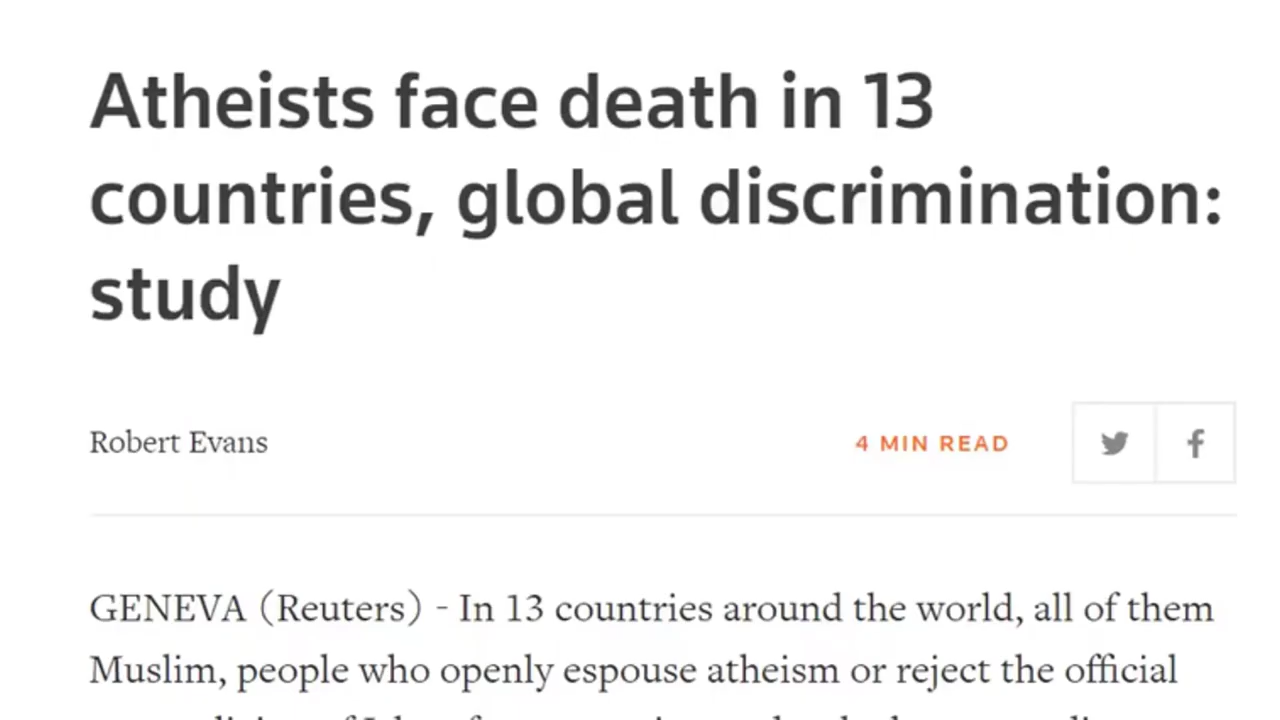 Atheists face death in 13
countries, global discrimination:
study
Robert Evans
4 MIN READ
GENEVA (Reuters) - In 13 countries around the world, all of them
Muslim, people who openly espouse atheism or reject the official